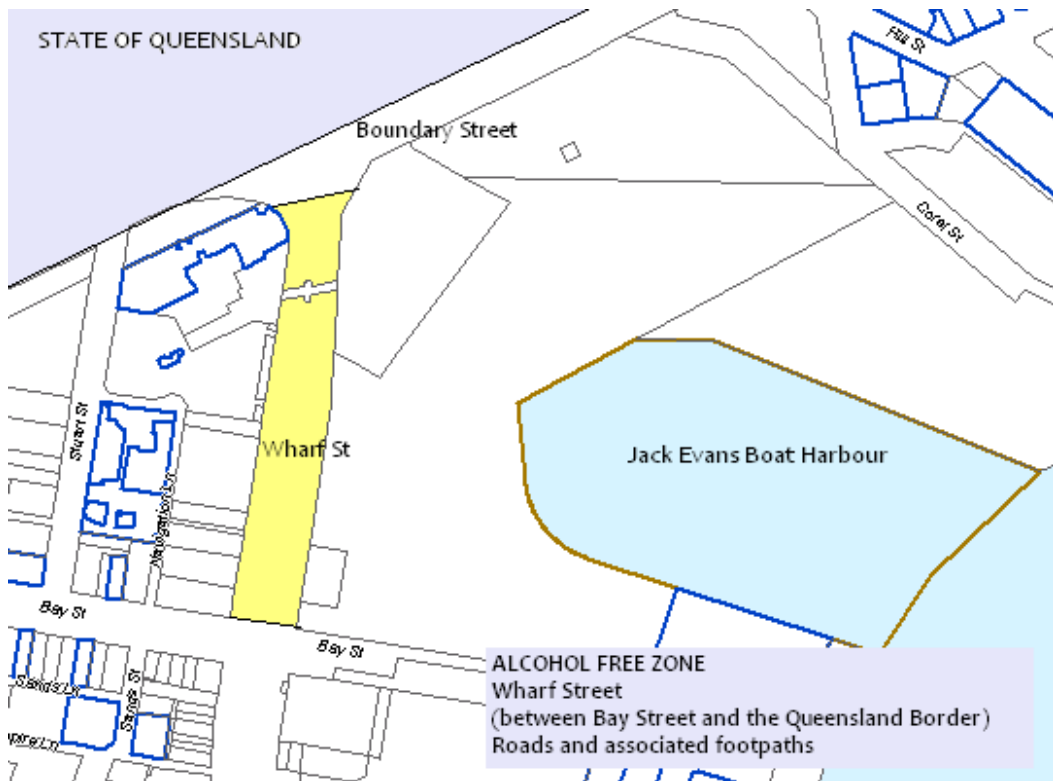 STATE OF QUEENSLAND
Hill St
Boundary Street
Coral St
Stuart St
Wharf St
Jack Evans Boat Harbour
Navigation Ln
Bay St
Bay St
Sands Ln
Sands St
ALCOHOL FREE ZONE
Wharf Street
(between Bay Street and the Queensland Border)
Roads and associated footpaths